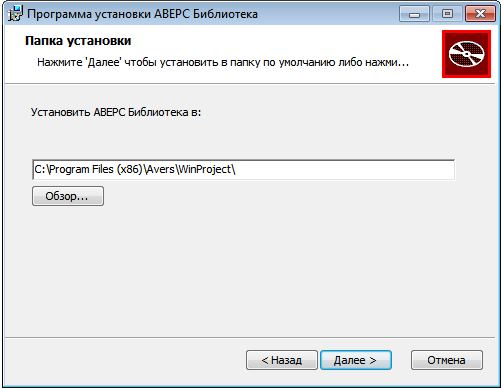 Программа установки АВЕРС Библиотека
Папка установки
Нажмите 'Далее' чтобы установить в папку по умолчанию либо нажми...
Установить АВЕРС Библиотека в:
C:\Program Files (x86)\Avers\WinProject\
Обзор...
< Назад
Далее >
Отмена